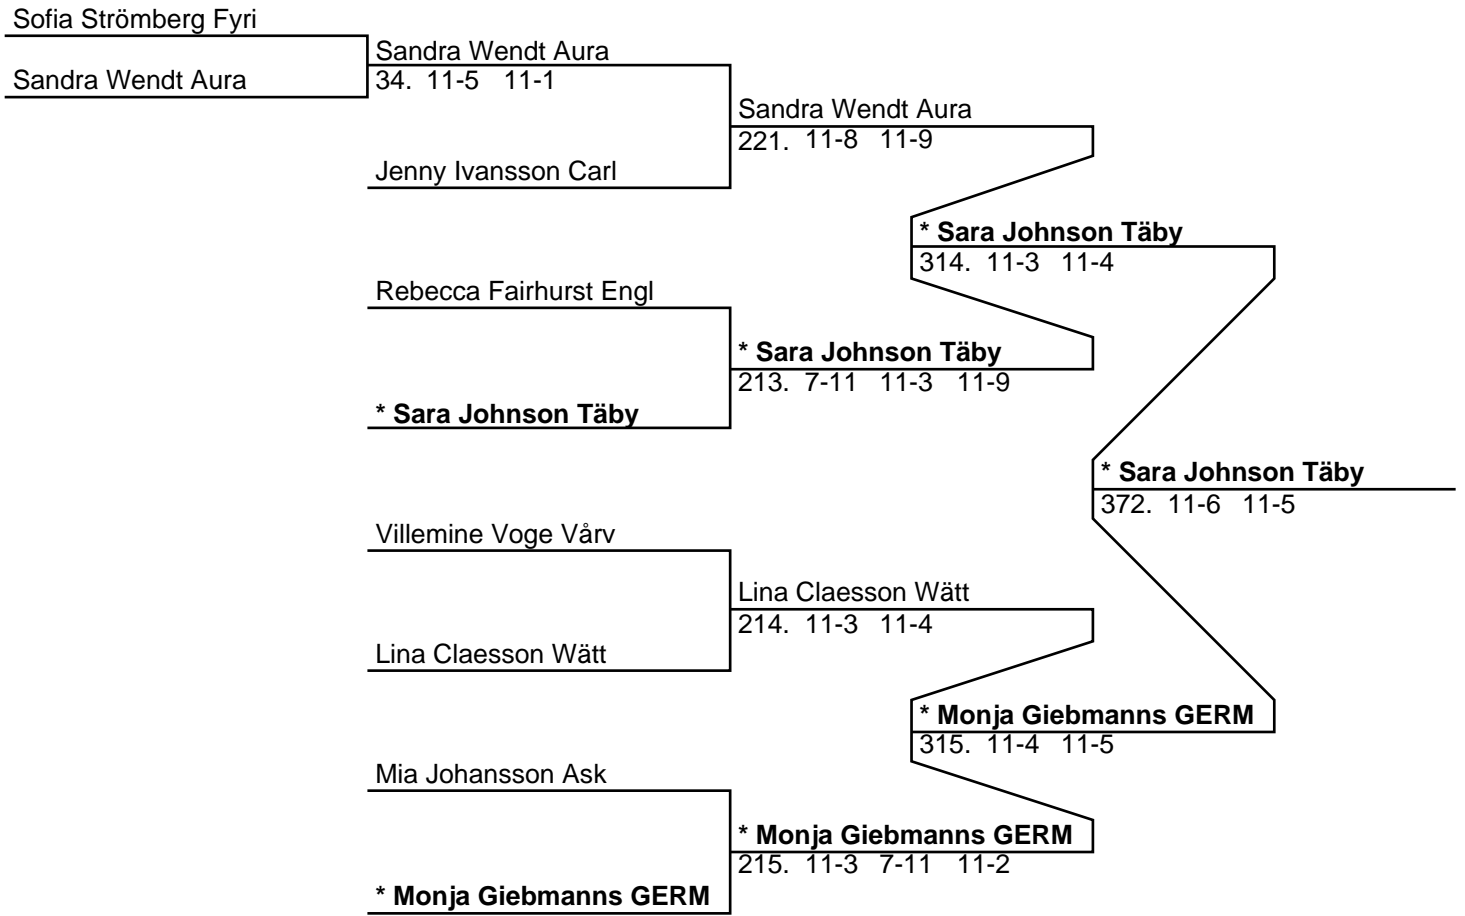 Sofia Strömberg Fyri
Sandra Wendt Aura
Sandra Wendt Aura
34. 11-5 11-1
Sandra Wendt Aura
221. 11-8 11-9
Jenny Ivansson Carl
* Sara Johnson Täby
314. 11-3 11-4
Rebecca Fairhurst Engl
* Sara Johnson Täby
213. 7-11 11-3 11-9
* Sara Johnson Täby
* Sara Johnson Täby
372. 11-6 11-5
Villemine Voge Vårv
Lina Claesson Wätt
214. 11-3 11-4
Lina Claesson Wätt
* Monja Giebmanns GERM
315. 11-4 11-5
Mia Johansson Ask
* Monja Giebmanns GERM
215. 11-3 7-11 11-2
* Monja Giebmanns GERM